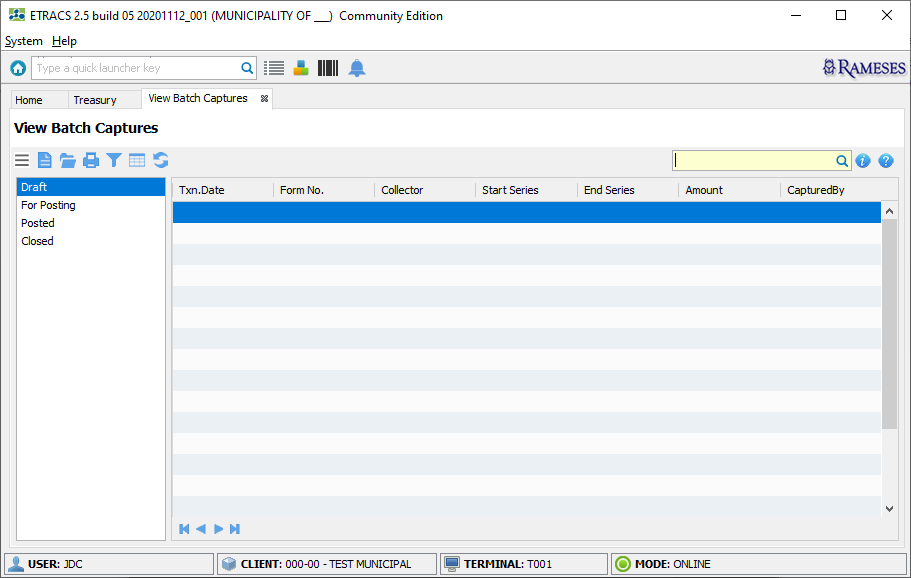 ETRACS 2.5 build 05 20201112_001 (MUNICIPALITY OF ___) Community Edition
System Help
Type a quick launcher key
RAMESES
Home Treasury View Batch Captures
View Batch Captures
Txn.Date Form No. Collector Start Series End Series Amount CapturedBy
Draft
For Posting
Posted
Closed
USER: JDC CLIENT: 000-00 - TEST MUNICIPAL TERMINAL: T001 MODE: ONLINE